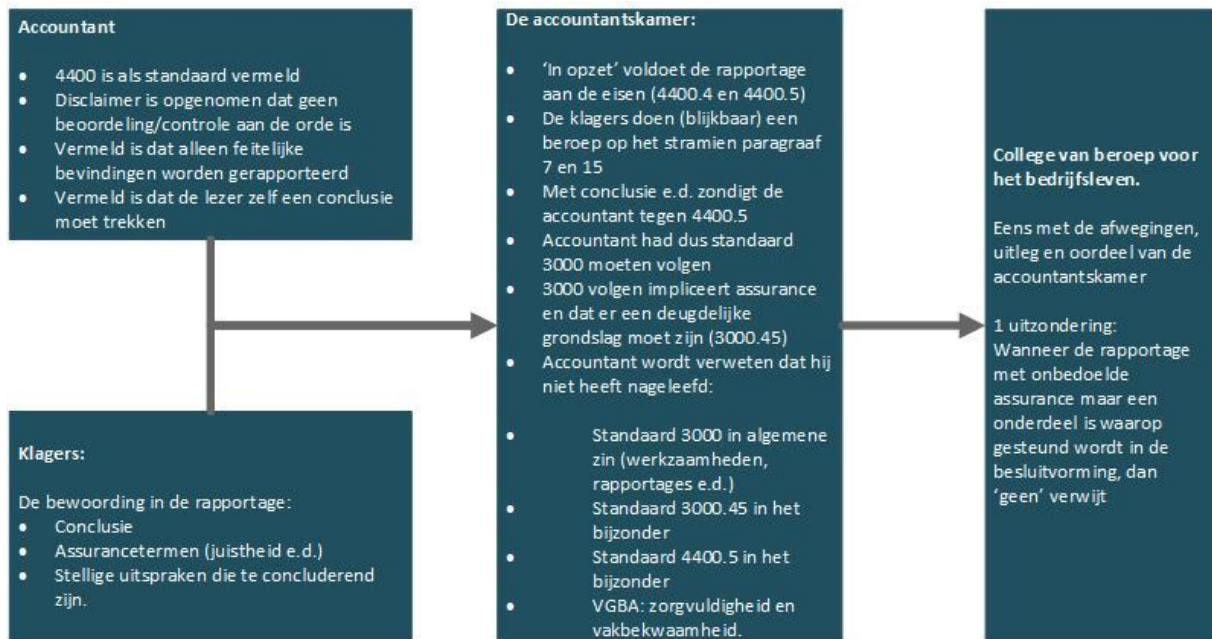 Accountant
• 4400 is als standaard vermeld
• Disclaimer is opgenomen dat geen
beoordeling/controle aan de orde is
• Vermeld is dat alleen feitelijke
bevindingen worden gerapporteerd
• Vermeld is dat de lezer zelf een conclusie
moet trekken
Klagers:
De bewoording in de rapportage:
• Conclusie
• Assurancetermen (juistheid e.d.)
• Stellige uitspraken die te concluderend
zijn.
De accountantskamer:
• ‘In opzet’ voldoet de rapportage
aan de eisen (4400.4 en 4400.5)
• De klagers doen (blijkbaar) een
beroep op het stramien paragraaf
7 en 15
• Met conclusie e.d. zondigt de
accountant tegen 4400.5
• Accountant had dus standaard
3000 moeten volgen
• 3000 volgen impliceert assurance
en dat er een deugdelijke
grondslag moet zijn (3000.45)
• Accountant wordt verweten dat hij
niet heeft nageleefd:
• Standaard 3000 in algemene
zin (werkzaamheden,
rapportages e.d.)
• Standaard 3000.45 in het
bijzonder
• Standaard 4400.5 in het
bijzonder
• VGBA: zorgvuldigheid en
vakbekwaamheid.
College van beroep voor
het bedrijfsleven.
Eens met de afwegingen,
uitleg en oordeel van de
accountantskamer
1 uitzondering:
Wanneer de rapportage
met onbedoelde
assurance maar een
onderdeel is waarop
gesteund wordt in de
besluitvorming, dan
‘geen’ verwijt